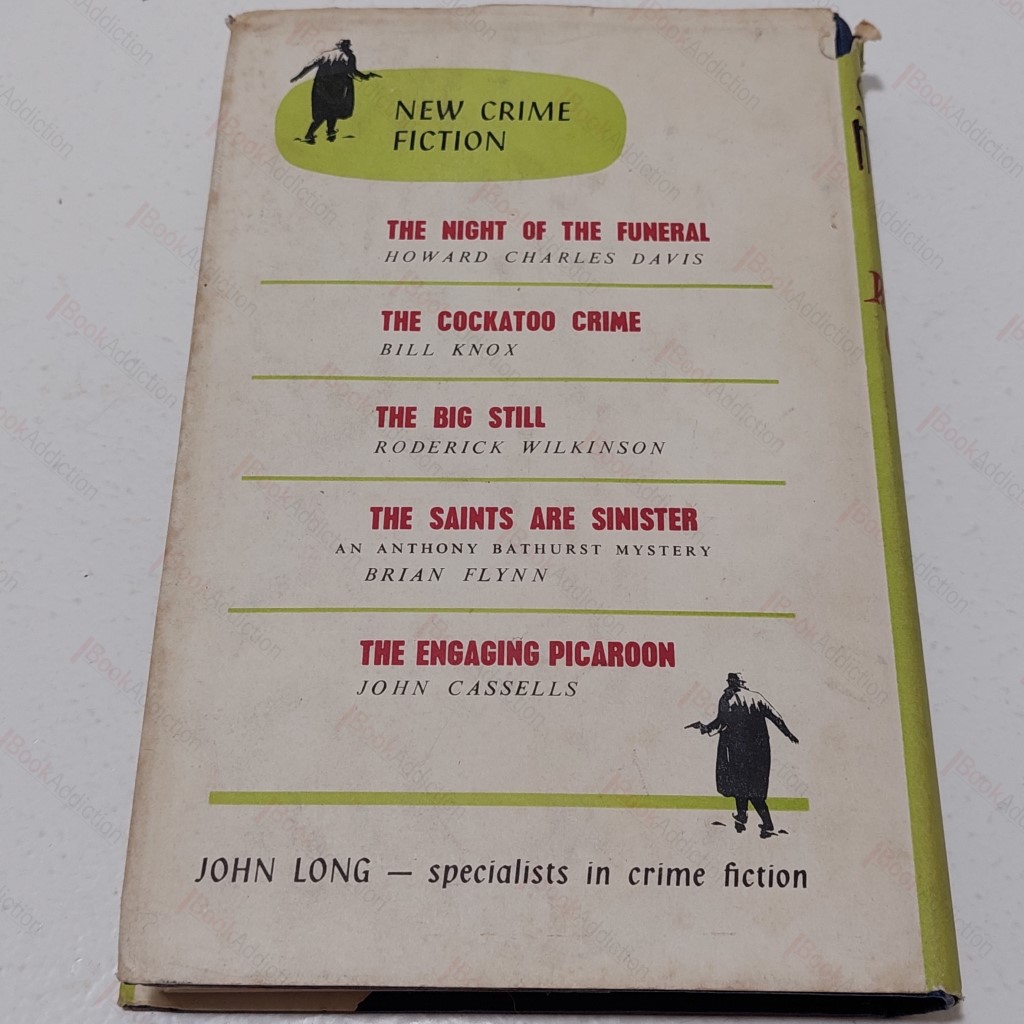 NEW CRIME
FICTION
THE NIGHT OF THE FUNERAL
HOWARD CHARLES DAVIS
THE COCKATOO CRIME
BILL KNOX
THE BIG STILL
RODERICK WILKINSON
THE SAINTS ARE SINISTER
AN ANTHONY BATHURST MYSTERY
BRIAN FLYNN
THE ENGAGING PICAROON
JOHN CASSELLS
JOHN LONG — specialists in crime fiction
BookAddiction